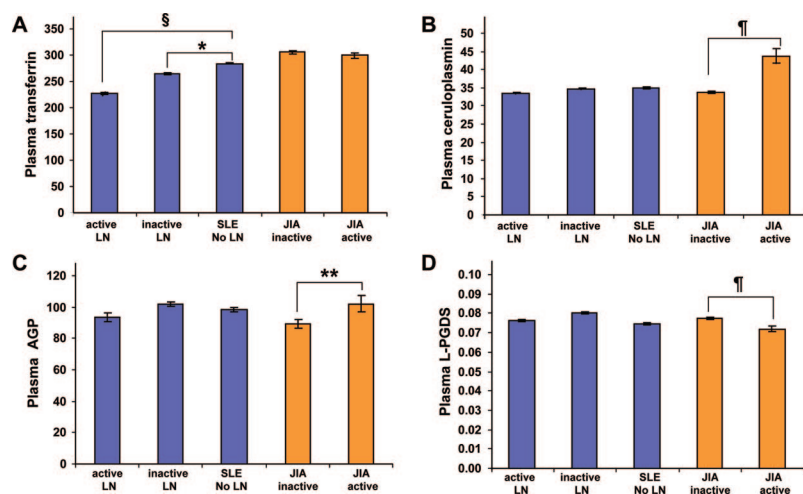 A
Plasma transferrin
350
300
250
200
150
100
50
0
§
*
active LN
inactive LN
SLE No LN
JIA inactive
JIA active
B
Plasma ceruloplasmin
50
45
40
35
30
25
20
15
10
5
0
¶
active LN
inactive LN
SLE No LN
JIA inactive
JIA active
C
Plasma AGP
120
100
80
60
40
20
0
**
active LN
inactive LN
SLE No LN
JIA inactive
JIA active
D
Plasma L-PGDS
0.10
0.09
0.08
0.07
0.06
0.05
0.04
0.03
0.02
0.01
0.00
¶
active LN
inactive LN
SLE No LN
JIA inactive
JIA active